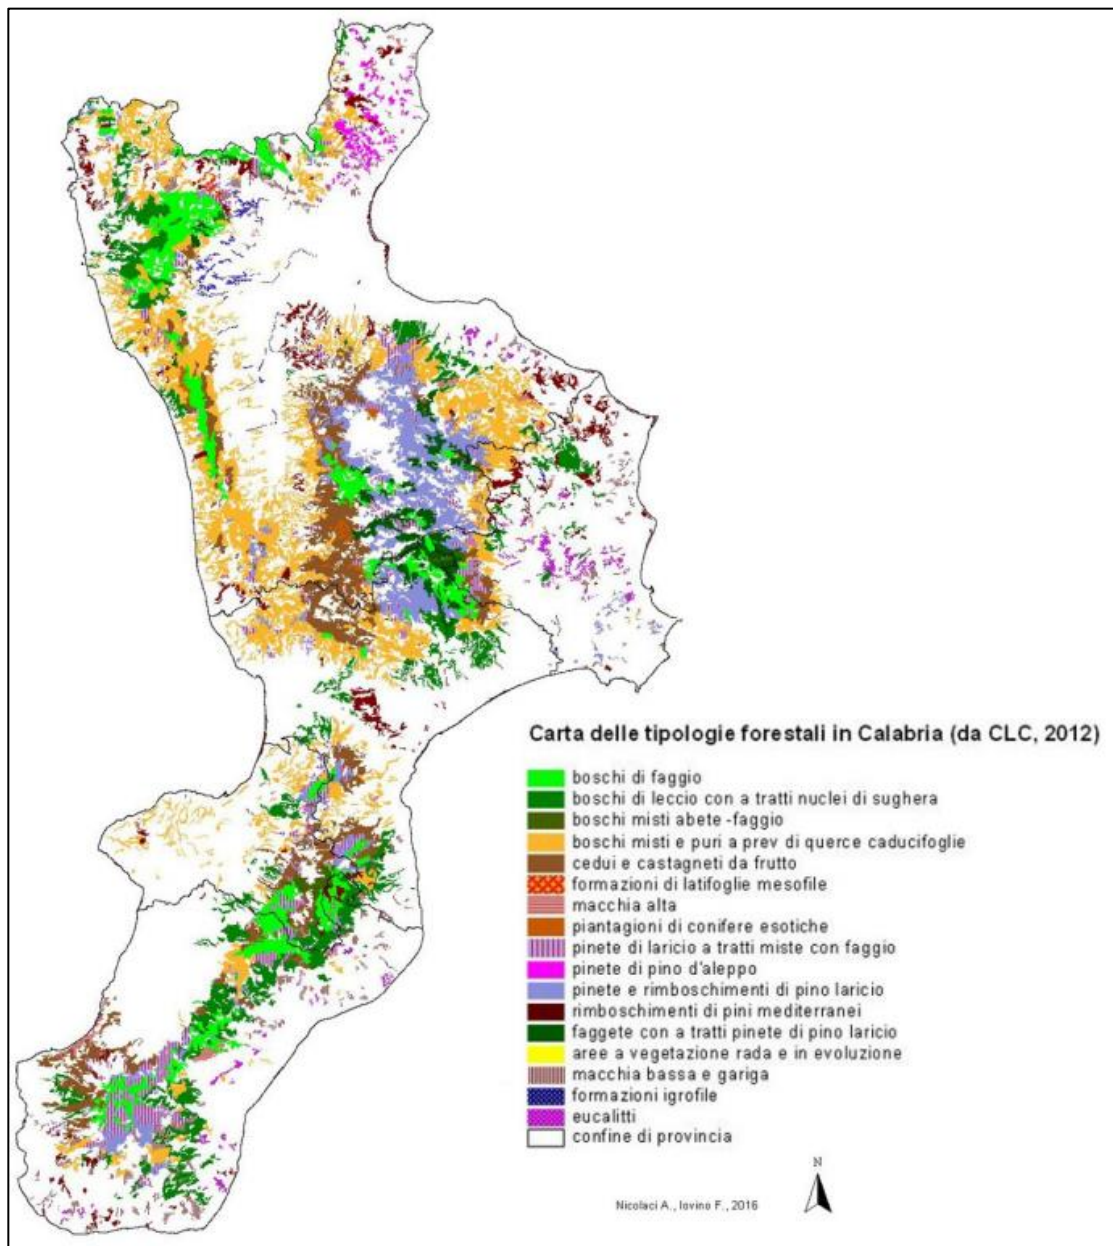 Carta delle tipologie forestali in Calabria (da CLC, 2012)
boschi di faggio
boschi di leccio con a tratti nuclei di sughera
boschi misti abete -faggio
boschi misti e puri a prev di querce caducifoglie
cedui e castagneti da frutto
formazioni di latifoglie mesofile
macchia alta
piantagioni di conifere esotiche
pinete di laricio a tratti miste con faggio
pinete di pino d'aleppo
pinete e rimboschimenti di pino laricio
rimboschimenti di pini mediterranei
faggete con a tratti pinete di pino laricio
aree a vegetazione rada e in evoluzione
macchia bassa e gariga
formazioni igrofile
eucalitti
confine di provincia
N
Nicolaci A., Iovino F., 2016